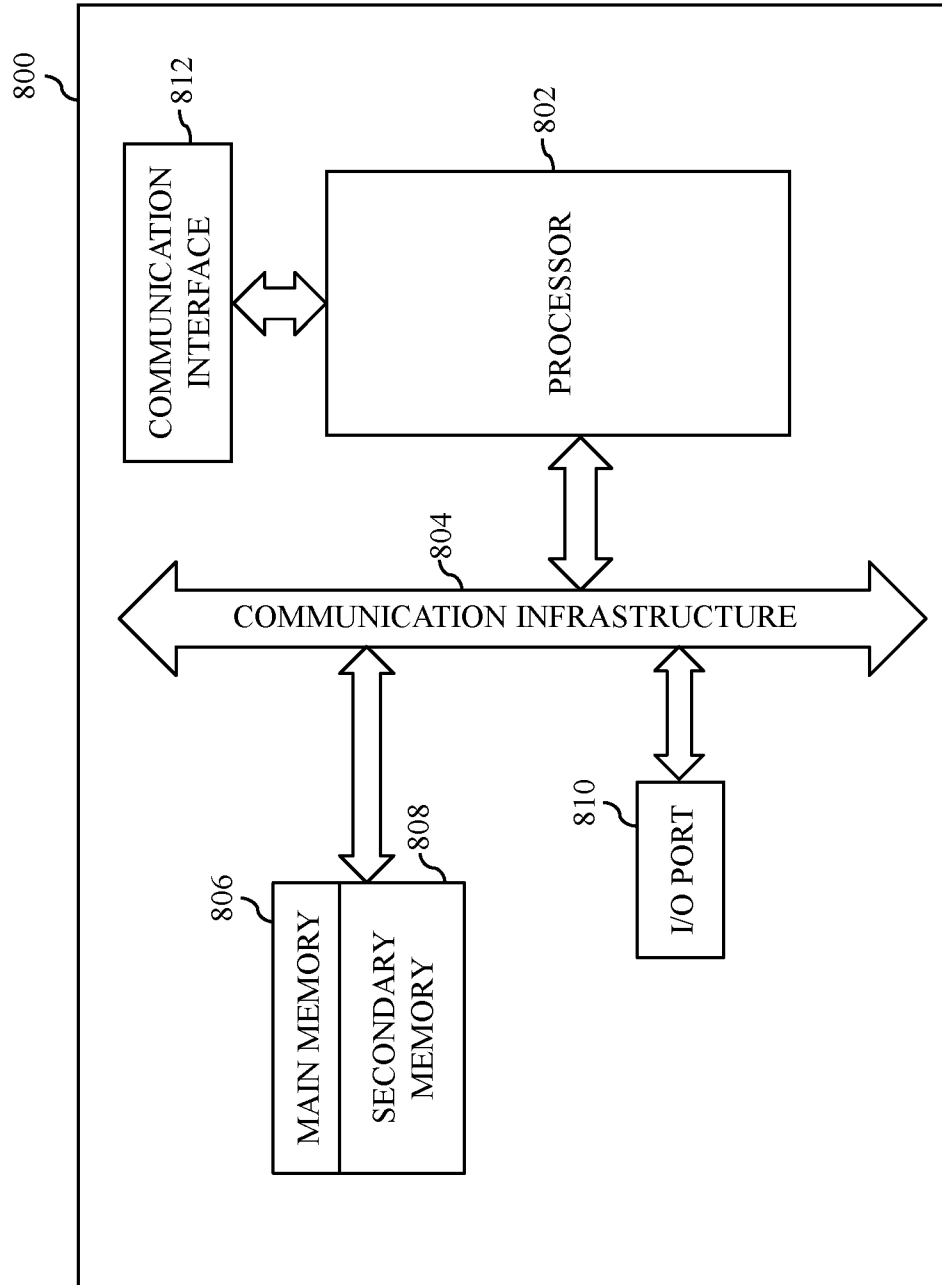 800
812
COMMUNICATION
INTERFACE
802
PROCESSOR
804
COMMUNICATION INFRASTRUCTURE
806
MAIN MEMORY
808
SECONDARY
MEMORY
810
I/O PORT